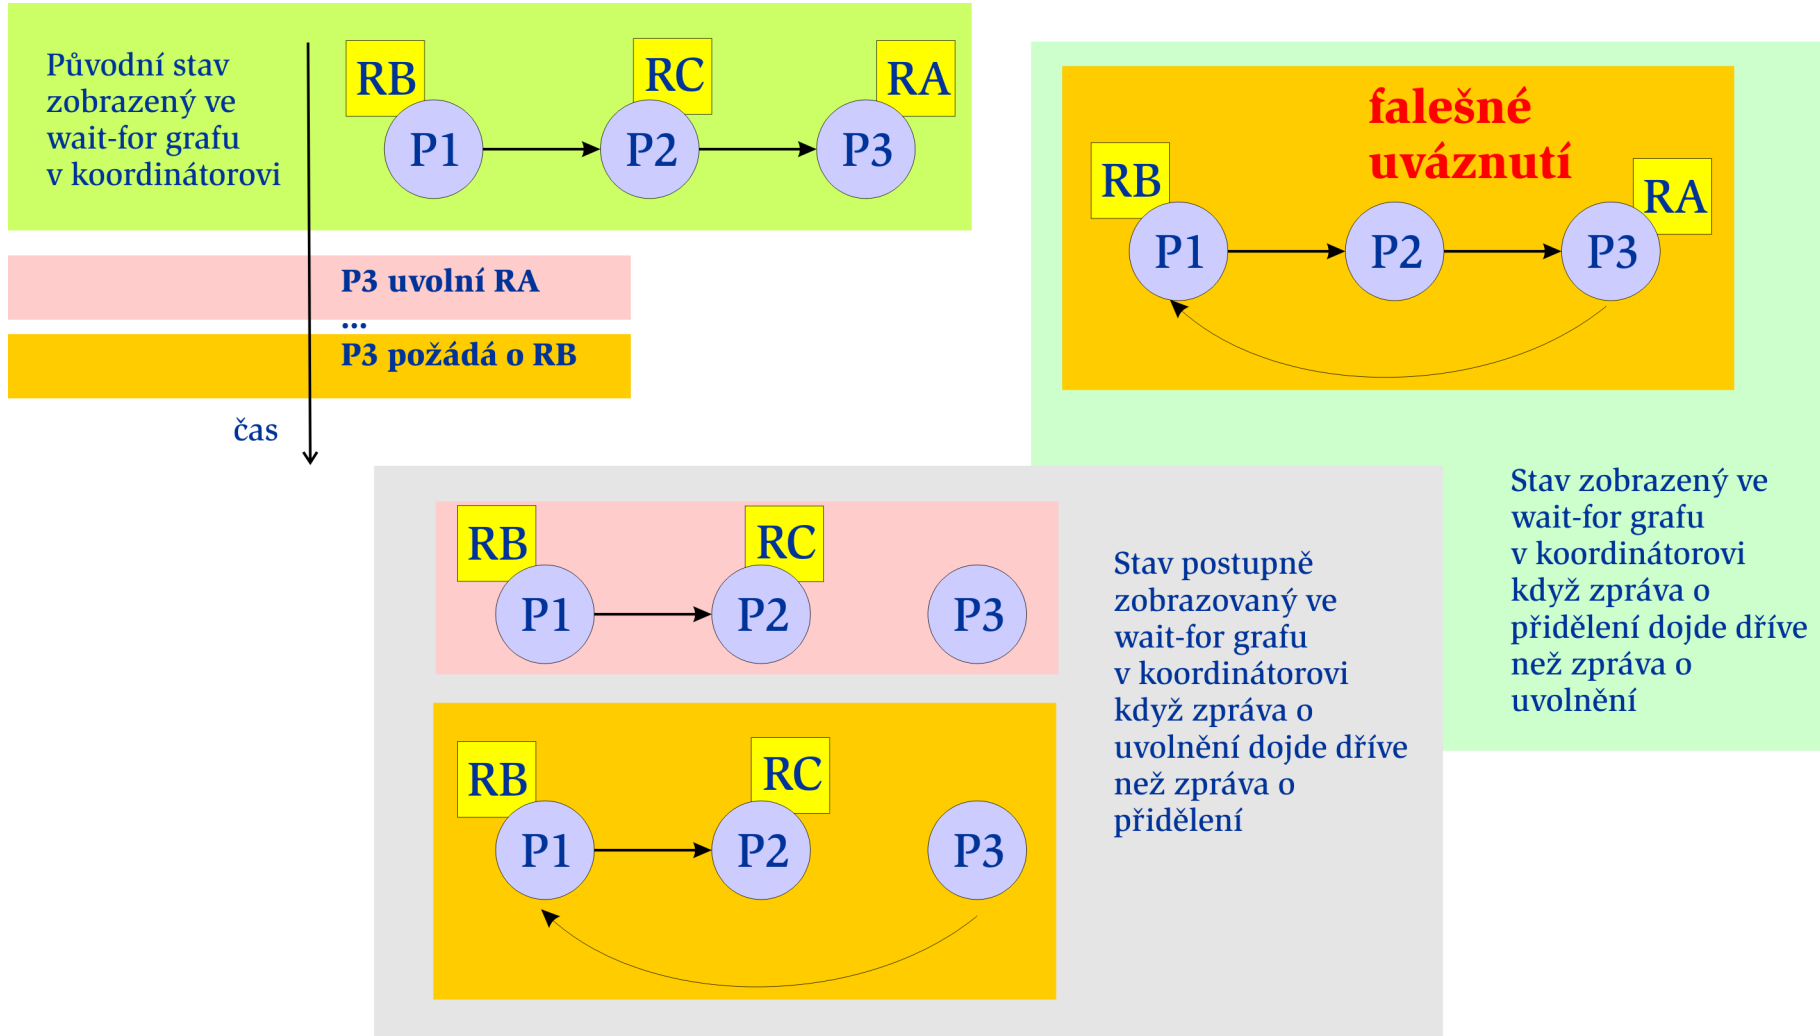 Původní stav
zobrazený ve
wait-for grafu
v koordinátorovi
RB
RC
RA
P1
P2
P3
P3 uvolní RA
...
P3 požádá o RB
čas
falešné
uváznutí
RB
RA
P1
P2
P3
Stav zobrazený ve
wait-for grafu
v koordinátorovi
když zpráva o
přidělení dojde dříve
než zpráva o
uvolnění
RB
RC
P1
P2
P3
Stav postupně
zobrazovaný ve
wait-for grafu
v koordinátorovi
když zpráva o
uvolnění dojde dříve
než zpráva o
přidělení
RB
RC
P1
P2
P3